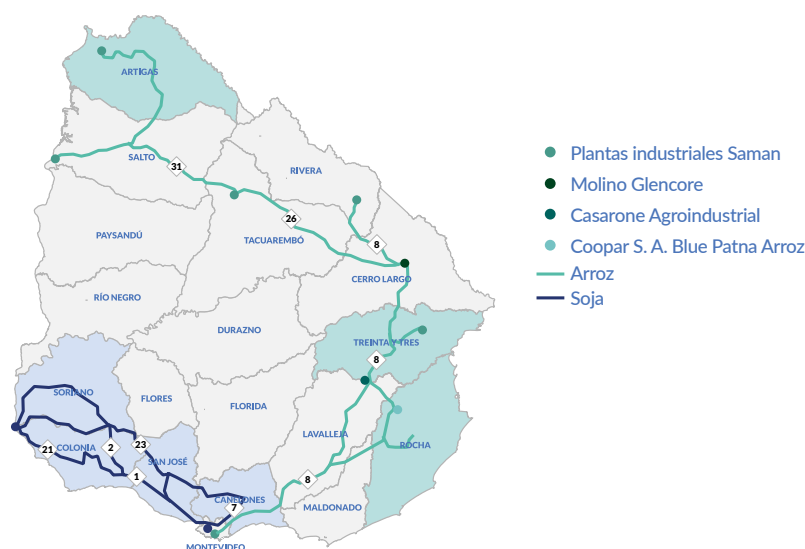 ARTIGAS
SALTO
31
RIVERA
PAYSANDÚ
26
TACUAREMBÓ
8
CERRO LARGO
RÍO NEGRO
DURAZNO
TREINTA Y TRES
8
SORIANO
FLORES
FLORIDA
LAVALLEJA
ROCHA
21
COLONIA
2
23
SAN JOSÉ
1
8
CANELONES
7
MALDONADO
MONTEVIDEO
Plantas industriales Saman
Molino Glencore
Casarone Agroindustrial
Coopar S. A. Blue Patna Arroz
Arroz
Soja